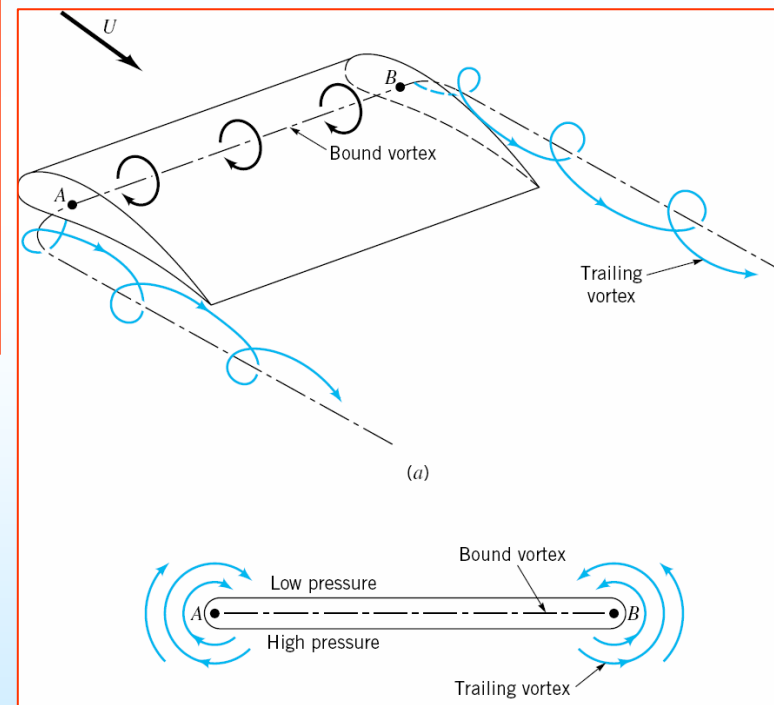 U
B
Bound vortex
A
Trailing
vortex
(a)
Bound vortex
Low pressure
A
B
High pressure
Trailing vortex